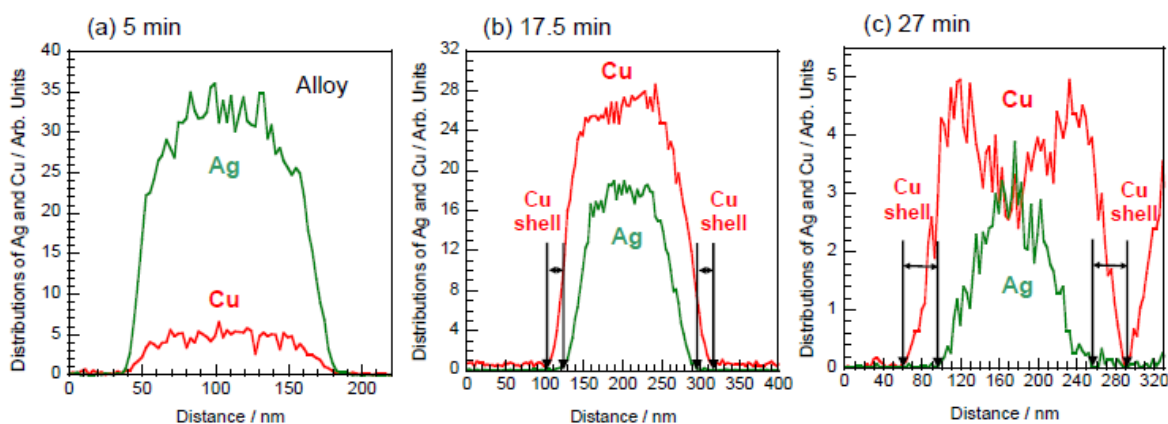 (a) 5 min
Distributions of Ag and Cu / Arb. Units
40
35
30
25
20
15
10
5
0
Alloy
Ag
Cu
0 50 100 150 200
Distance / nm
(b) 17.5 min
Distributions of Ag and Cu / Arb. Units
32
28
24
20
16
12
8
4
0
Cu
Cu
shell
Ag
Cu
shell
0.0 100 200 300 400
Distance / nm
(c) 27 min
Distributions of Ag and Cu / Arb. Units
5
4
3
2
1
0
Cu
Cu
shell
Ag
Cu
shell
0 40 80 120 160 200 240 280 320
Distance / nm